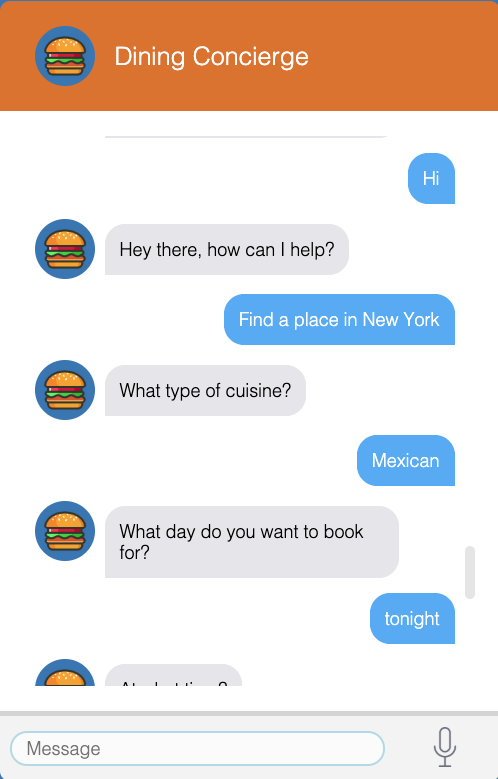 Dining Concierge
Hi
Hey there, how can I help?
Find a place in New York
What type of cuisine?
Mexican
What day do you want to book
for?
tonight
Message